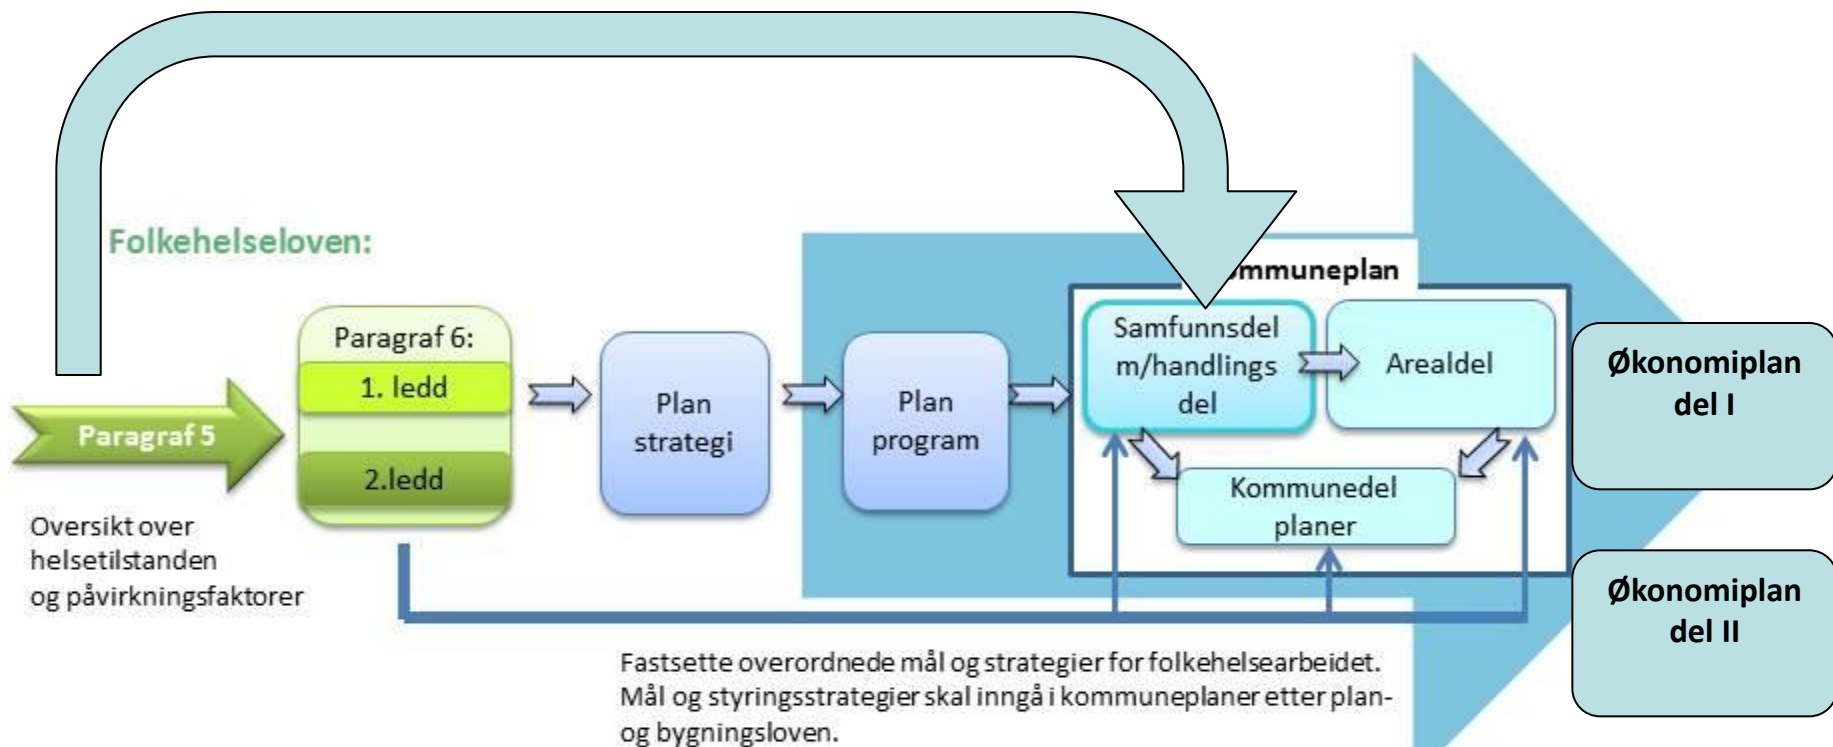 Folkehelseloven:
Paragraf 5
Oversikt over
helsetilstanden
og påvirkningsfaktorer
Paragraf 6:
1. ledd
2.ledd
Plan
strategi
Plan
program
ommuneplan
Samfunnsdel
m/handlings
del
Arealdel
Kommunedel
planer
Økonomiplan
del I
Økonomiplan
del II
Fastsette overordnede mål og strategier for folkehelsearbeidet.
Mål og styringsstrategier skal inngå i kommuneplaner etter plan-
og bygningsloven.